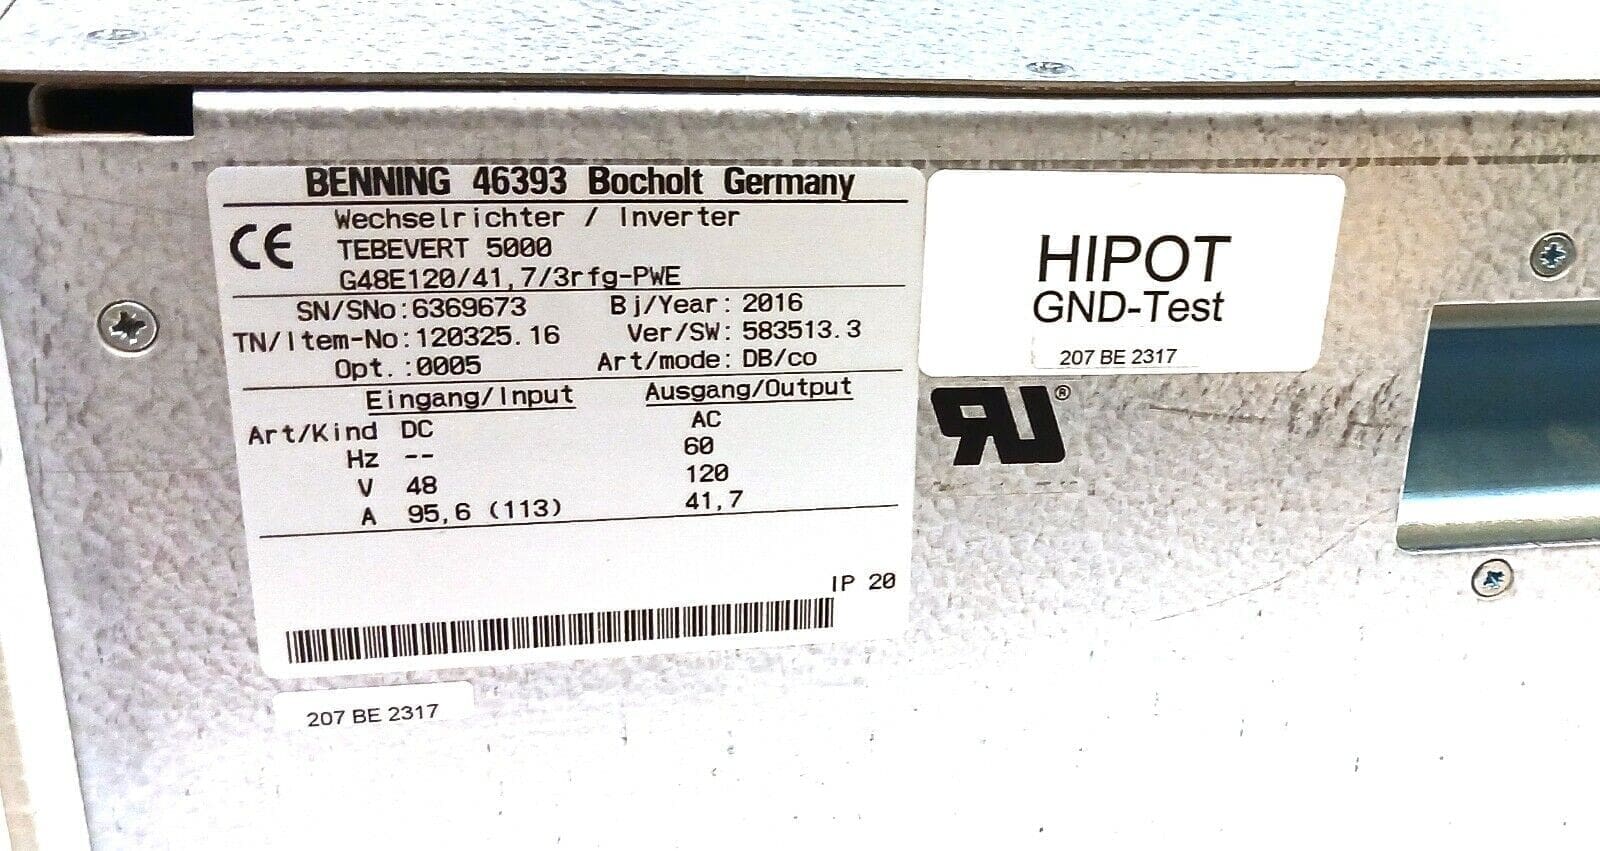 BENNING 46393 Bocholt Germany
CE
Wechselrichter / Inverter
TEBEVERT 5000
G48E120/41,7/3rfg-PWE
SN/SNo:6369673 Bj/Year: 2016
TN/Item-No:120325.16 Ver/SW: 583513.3
Opt.:0005 Art/mode: DB/co
Eingang/Input Ausgang/Output
Art/Kind DC AC
Hz -- 60
V 48 120
A 95,6 (113) 41,7
IP 20
207 BE 2317
HIPOT
GND-Test
207 BE 2317
RU®